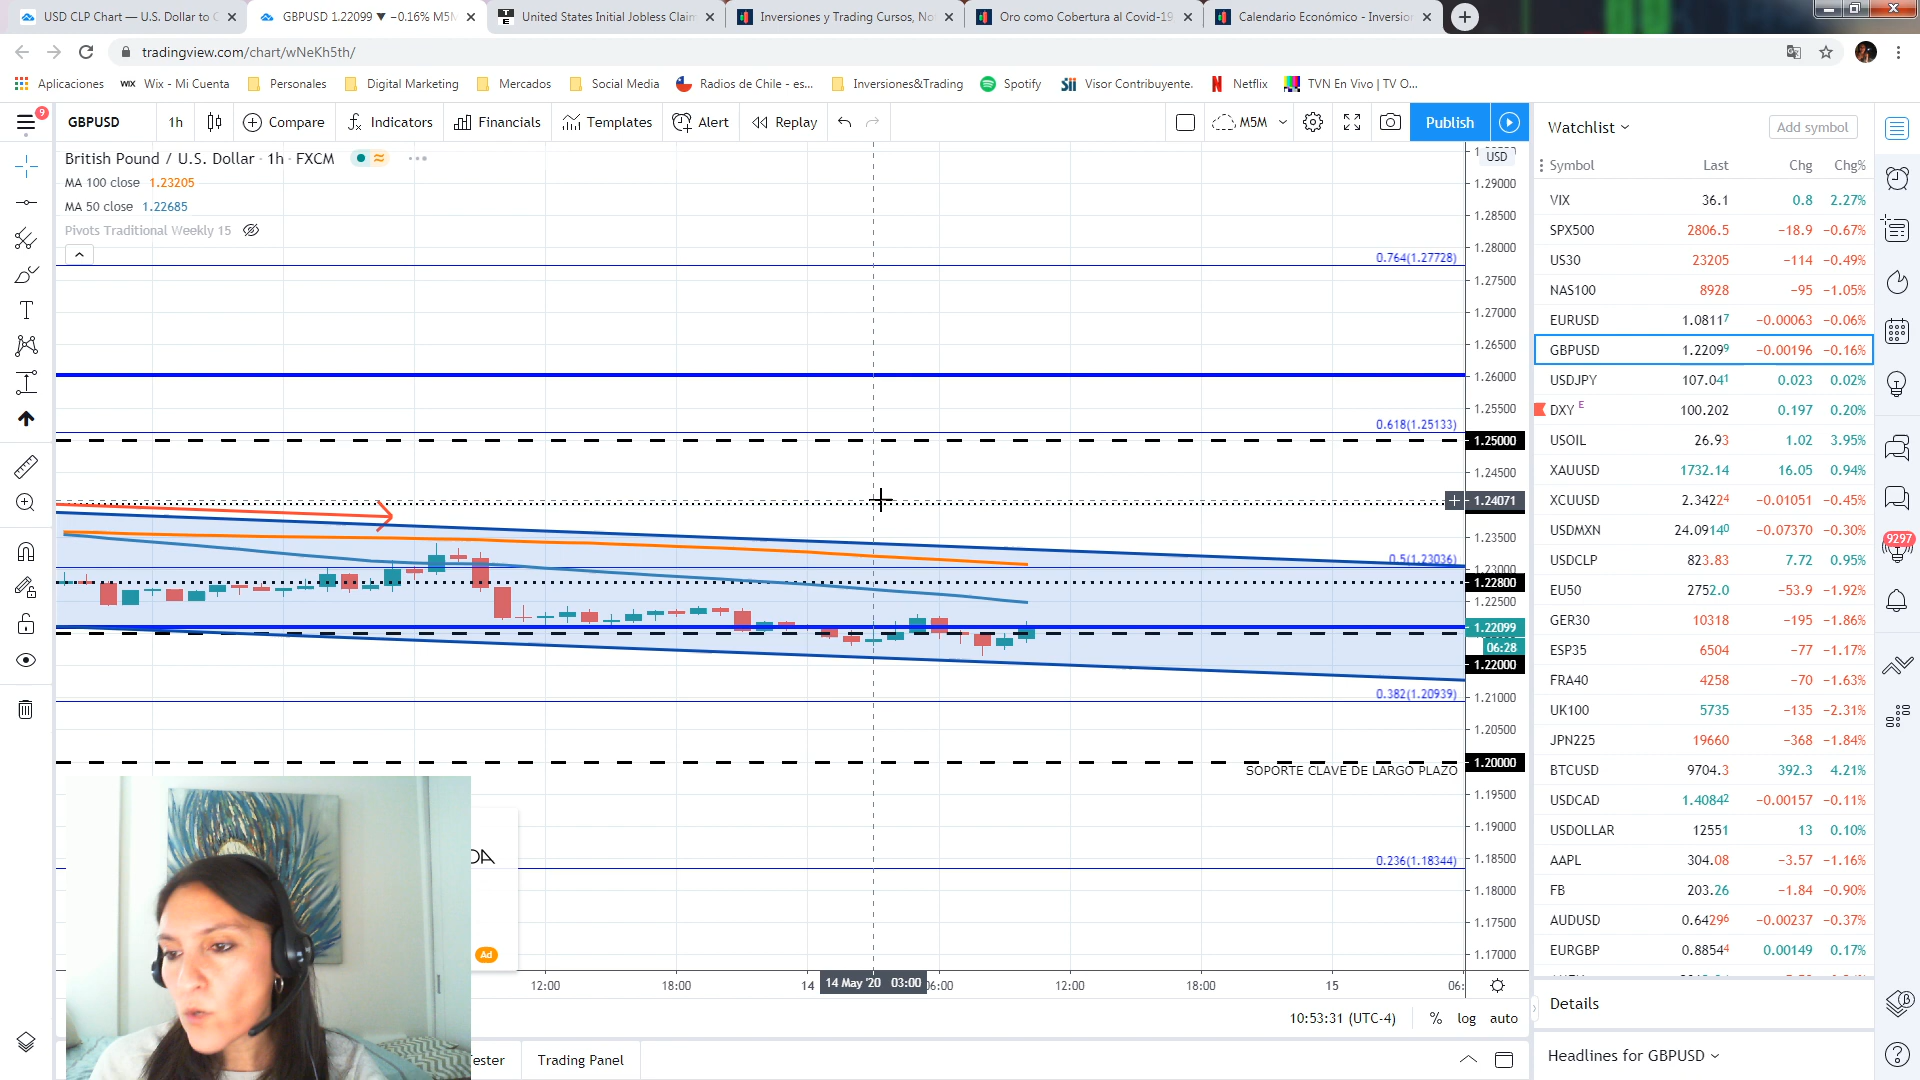 USD CLP Chart — U.S. Dollar to C
GBPUSD 1.22099 ▼ −0.16% M5M
United States Initial Jobless Claim
Inversiones y Trading Cursos, No
Oro como Cobertura al Covid-19
Calendario Económico - Inversion
tradingview.com/chart/wNeKh5th/
Aplicaciones
WIX Wix - Mi Cuenta
Personales
Digital Marketing
Mercados
Social Media
Radios de Chile - es...
Inversiones&Trading
Spotify
Sii Visor Contribuyente.
Netflix
TVN En Vivo | TV O...
9
GBPUSD
1h
Compare
Indicators
Financials
Templates
Alert
Replay
M5M
Publish
British Pound / U.S. Dollar · 1h · FXCM
MA 100 close 1.23205
MA 50 close 1.22685
Pivots Traditional Weekly 15
USD
1.29000
1.28500
1.28000
0.764(1.27728)
1.27500
1.27000
1.26500
1.26000
1.25500
0.618(1.25133)
1.25000
1.24500
1.24071
1.23500
0.5(1.23036)
1.23000
1.22800
1.22500
1.22099
06:28
1.22000
0.382(1.20939)
1.21000
1.20500
1.20000
SOPORTE CLAVE DE LARGO PLAZO
1.19500
1.19000
0.236(1.18344)
1.18500
1.18000
1.17500
1.17000
Ad
12:00
18:00
14
14 May '20 03:00
06:00
12:00
18:00
15
06:
10:53:31 (UTC-4)
%
log
auto
ester
Trading Panel
Watchlist
Add symbol
Symbol Last Chg Chg%
VIX 36.1 0.8 2.27%
SPX500 2806.5 −18.9 −0.67%
US30 23205 −114 −0.49%
NAS100 8928 −95 −1.05%
EURUSD 1.08117 −0.00063 −0.06%
GBPUSD 1.22099 −0.00196 −0.16%
USDJPY 107.041 0.023 0.02%
DXY E 100.202 0.197 0.20%
USOIL 26.93 1.02 3.95%
XAUUSD 1732.14 16.05 0.94%
XCUUSD 2.34224 −0.01051 −0.45%
USDMXN 24.09140 −0.07370 −0.30%
USDCLP 823.83 7.72 0.95%
EU50 2752.0 −53.9 −1.92%
GER30 10318 −195 −1.86%
ESP35 6504 −77 −1.17%
FRA40 4258 −70 −1.63%
UK100 5735 −135 −2.31%
JPN225 19660 −368 −1.84%
BTCUSD 9704.3 392.3 4.21%
USDCAD 1.40842 −0.00157 −0.11%
USDOLLAR 12551 13 0.10%
AAPL 304.08 −3.57 −1.16%
FB 203.26 −1.84 −0.90%
AUDUSD 0.64296 −0.00237 −0.37%
EURGBP 0.88544 0.00149 0.17%
Details
Headlines for GBPUSD
9297